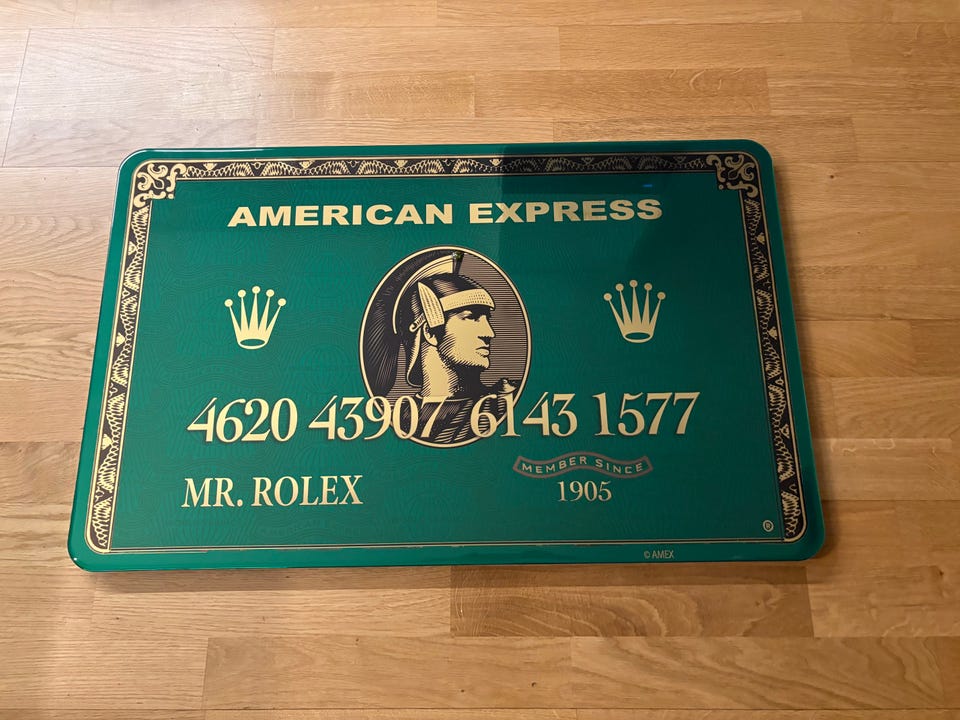 AMERICAN EXPRESS
4620 43907 6143 1577
MEMBER SINCE
MR. ROLEX
1905
®
© AMEX